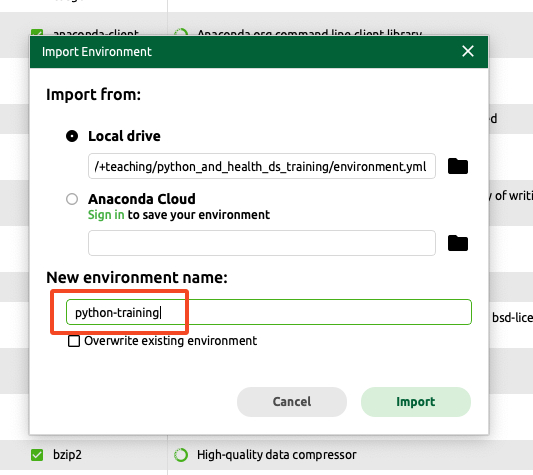 anaconda-client Anaconda.org command line client library
Import Environment
Import from:
Local drive
/+teaching/python_and_health_ds_training/environment.yml
Anaconda Cloud
Sign in to save your environment
New environment name:
python-training
Overwrite existing environment
Cancel Import
ed
y of writi
bsd-lice
bzip2 High-quality data compressor